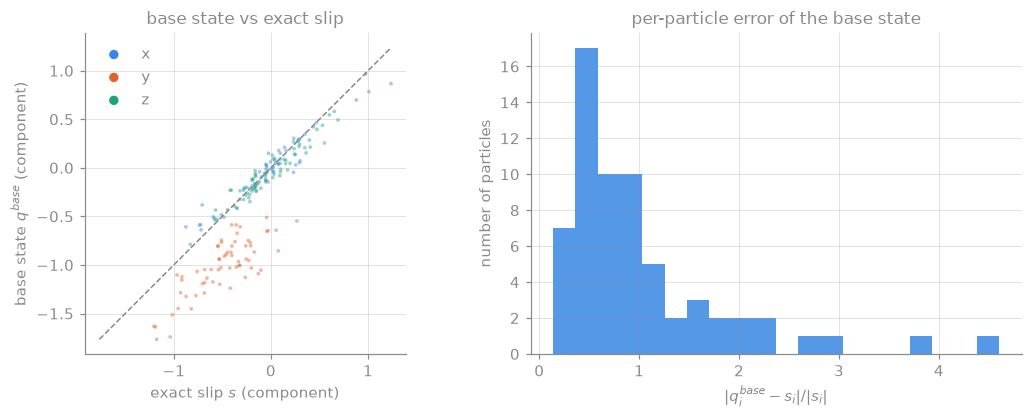 base state vs exact slip
x
y
z
1.0
0.5
0.0
−0.5
−1.0
−1.5
−1
0
1
base state q^base (component)
exact slip s (component)
per-particle error of the base state
16
14
12
10
8
6
4
2
0
0
1
2
3
4
number of particles
|q_i^base − s_i|/|s_i|